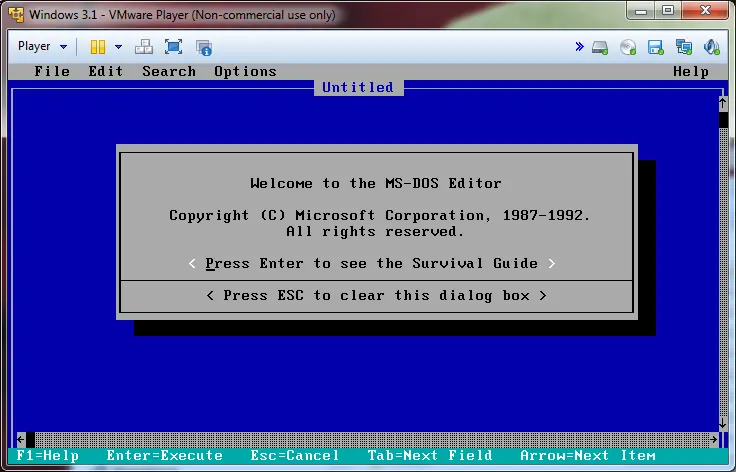 Windows 3.1 - VMware Player (Non-commercial use only)
Player
File Edit Search Options Help
Untitled
Welcome to the MS-DOS Editor
Copyright (C) Microsoft Corporation, 1987-1992.
All rights reserved.
< Press Enter to see the Survival Guide >
< Press ESC to clear this dialog box >
F1=Help Enter=Execute Esc=Cancel Tab=Next Field Arrow=Next Item